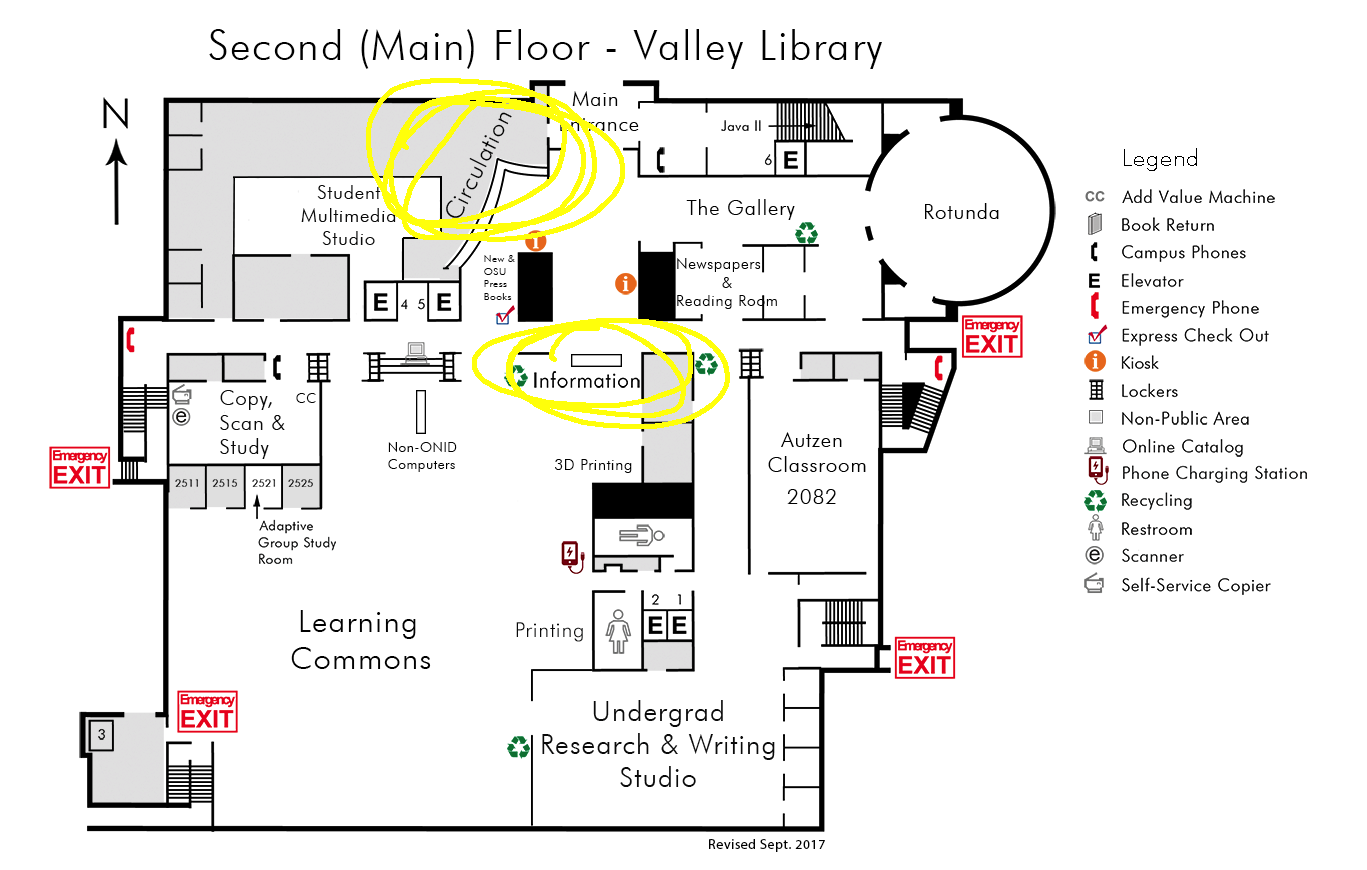 Second (Main) Floor - Valley Library
N
Main
Entrance
Java II
6 E
Circulation
Student
Multimedia
Studio
The Gallery
Rotunda
New &
OSU
Press
Books
Newspapers
&
Reading Room
E 4 5 E
Information
Copy,
Scan &
Study
CC
Non-ONID
Computers
3D Printing
Autzen
Classroom
2082
2511 2515 2521 2525
Adaptive
Group Study
Room
Emergency
EXIT
Emergency
EXIT
Learning
Commons
Printing
2 1
E E
Emergency
EXIT
Emergency
EXIT
3
Undergrad
Research & Writing
Studio
Revised Sept. 2017
Legend
CC Add Value Machine
Book Return
Campus Phones
E Elevator
Emergency Phone
Express Check Out
i Kiosk
Lockers
Non-Public Area
Online Catalog
Phone Charging Station
Recycling
Restroom
e Scanner
Self-Service Copier